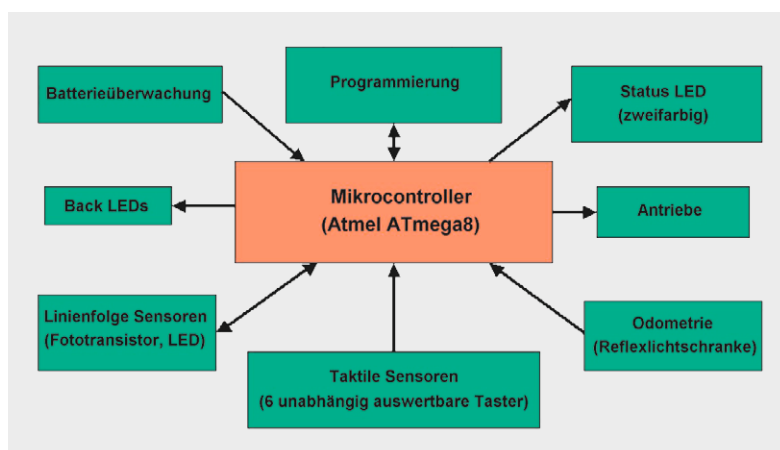 Batterieüberwachung
Programmierung
Status LED
(zweifarbig)
Back LEDs
Mikrocontroller
(Atmel ATmega8)
Antriebe
Linienfolge Sensoren
(Fototransistor, LED)
Taktile Sensoren
(6 unabhängig auswertbare Taster)
Odometrie
(Reflexlichtschranke)